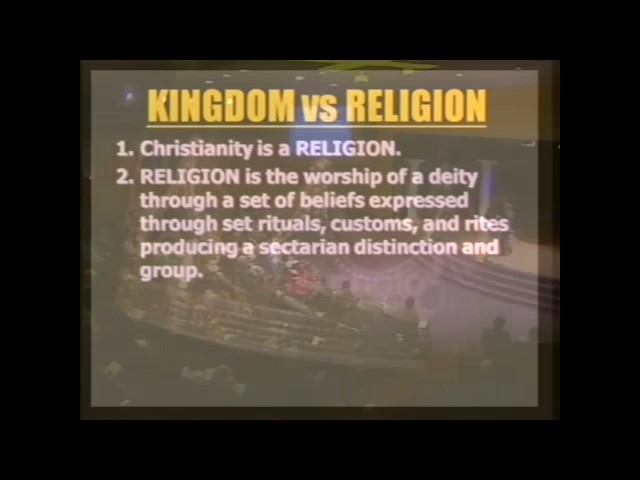 KINGDOM vs RELIGION
1. Christianity is a RELIGION.
2. RELIGION is the worship of a deity
through a set of beliefs expressed
through set rituals, customs, and rites
producing a sectarian distinction and
group.